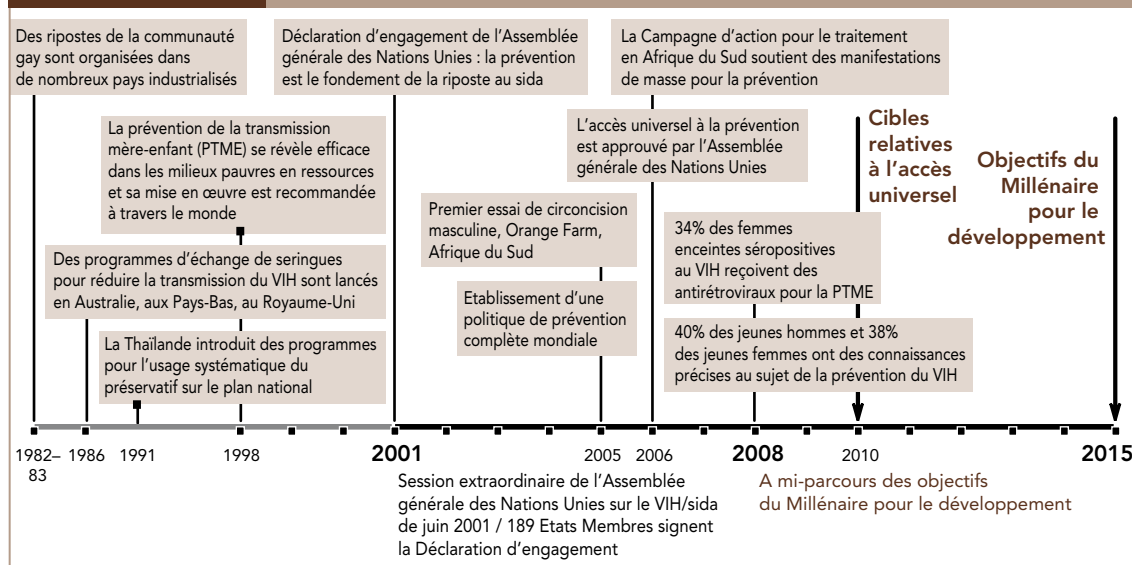 Des ripostes de la communauté
gay sont organisées dans
de nombreux pays industrialisés
Déclaration d’engagement de l’Assemblée
générale des Nations Unies : la prévention
est le fondement de la riposte au sida
La Campagne d’action pour le traitement
en Afrique du Sud soutient des manifestations
de masse pour la prévention
La prévention de la transmission
mère-enfant (PTME) se révèle efficace
dans les milieux pauvres en ressources
et sa mise en œuvre est recommandée
à travers le monde
L’accès universel à la prévention
est approuvé par l’Assemblée
générale des Nations Unies
Cibles
relatives
à l’accès
universel
Objectifs du
Millénaire
pour le
développement
Premier essai de circoncision
masculine, Orange Farm,
Afrique du Sud
34% des femmes
enceintes séropositives
au VIH reçoivent des
antirétroviraux pour la PTME
Des programmes d’échange de seringues
pour réduire la transmission du VIH sont lancés
en Australie, aux Pays-Bas, au Royaume-Uni
Etablissement d’une
politique de prévention
complète mondiale
La Thaïlande introduit des programmes
pour l’usage systématique du
préservatif sur le plan national
40% des jeunes hommes et 38%
des jeunes femmes ont des connaissances
précises au sujet de la prévention du VIH
1982–
83
1986
1991
1998
2001
2005
2006
2008
2010
2015
Session extraordinaire de l’Assemblée
générale des Nations Unies sur le VIH/sida
de juin 2001 / 189 Etats Membres signent
la Déclaration d’engagement
A mi-parcours des objectifs
du Millénaire pour le développement